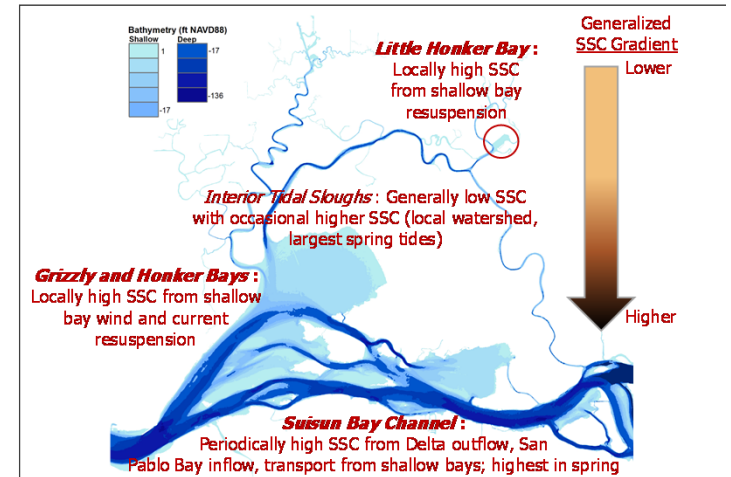 Bathymetry (ft NAVD88)
Shallow Deep
1 -17
-17 -136
Generalized
SSC Gradient
Lower
Higher
Little Honker Bay :
Locally high SSC
from shallow bay
resuspension
Interior Tidal Sloughs : Generally low SSC
with occasional higher SSC (local watershed,
largest spring tides)
Grizzly and Honker Bays :
Locally high SSC from shallow
bay wind and current
resuspension
Suisun Bay Channel :
Periodically high SSC from Delta outflow, San
Pablo Bay inflow, transport from shallow bays; highest in spring